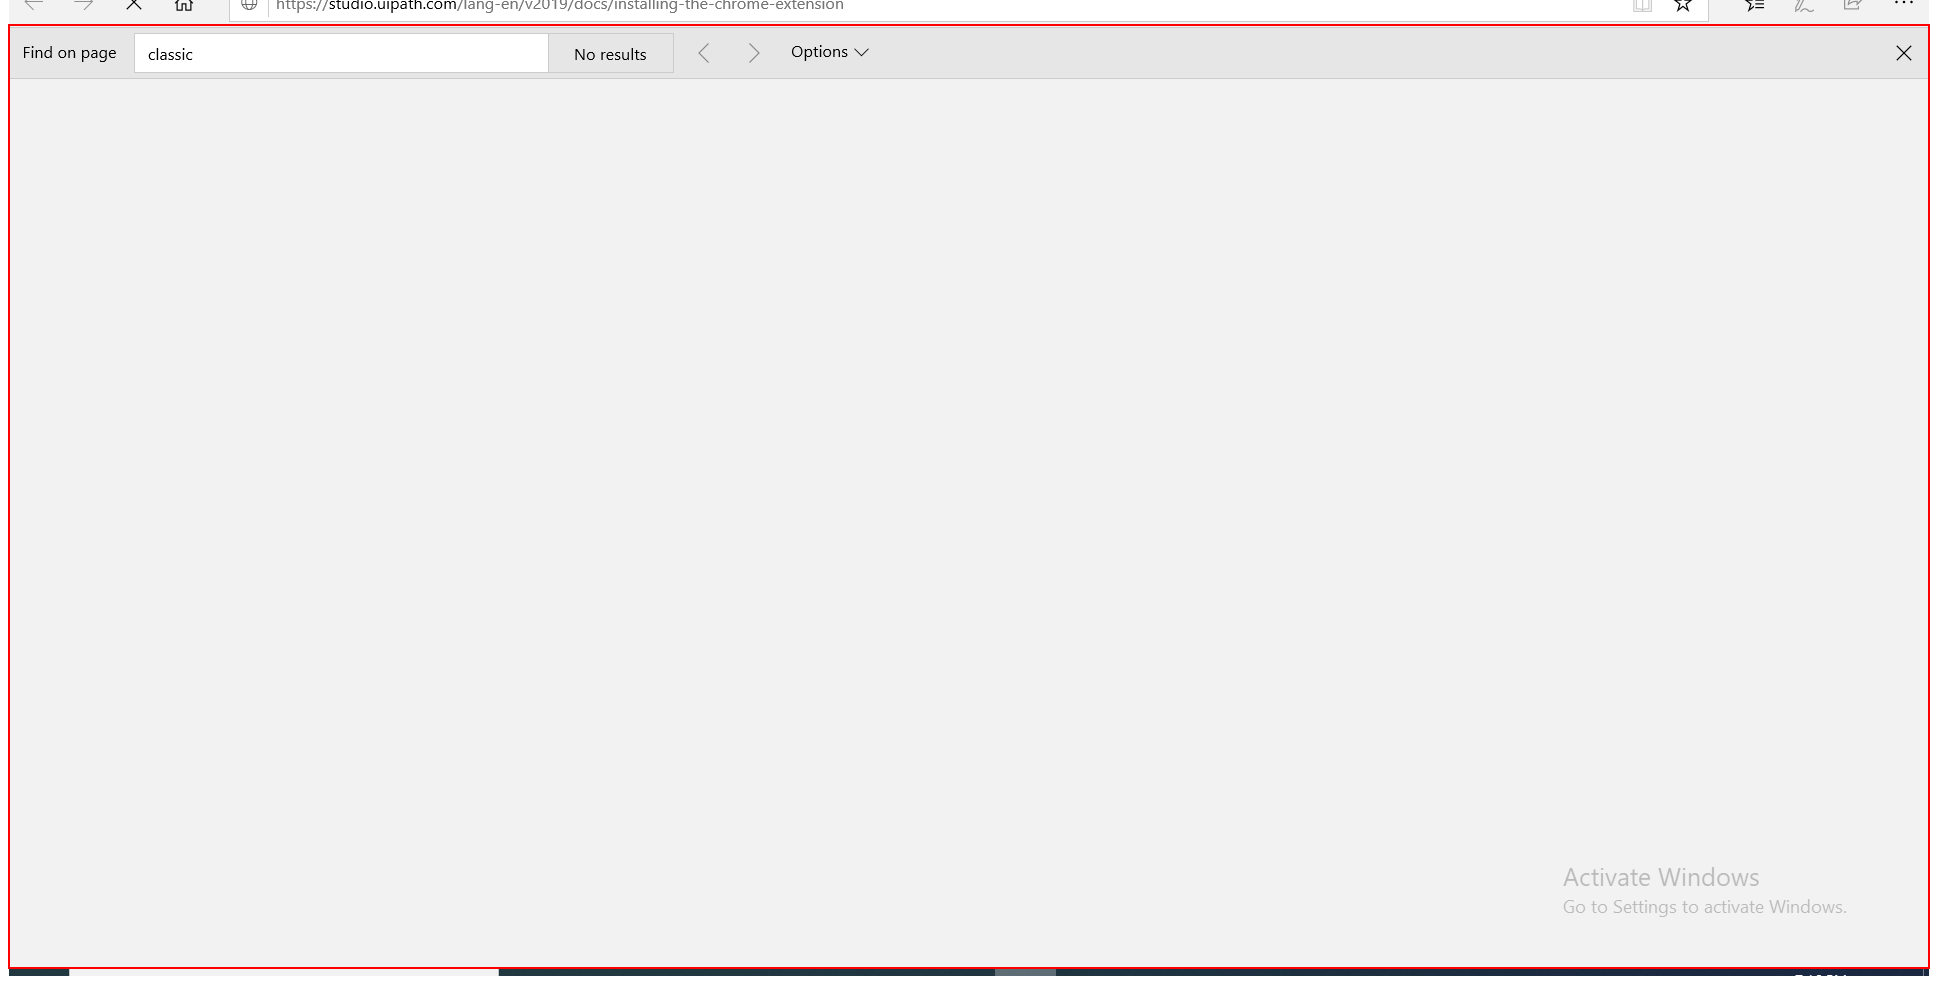 https://studio.uipath.com/lang-en/v2019/docs/installing-the-chrome-extension
Find on page classic No results Options
Activate Windows
Go to Settings to activate Windows.